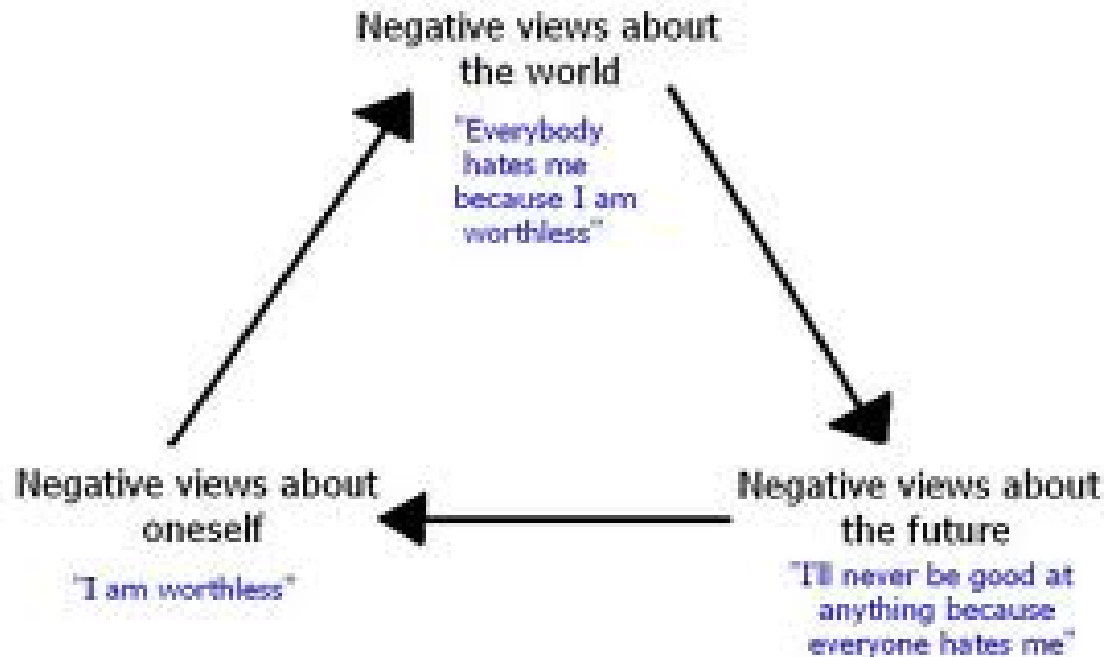 Negative views about
the world
"Everybody
hates me
because I am
worthless"
Negative views about
oneself
"I am worthless"
Negative views about
the future
"I'll never be good at
anything because
everyone hates me"